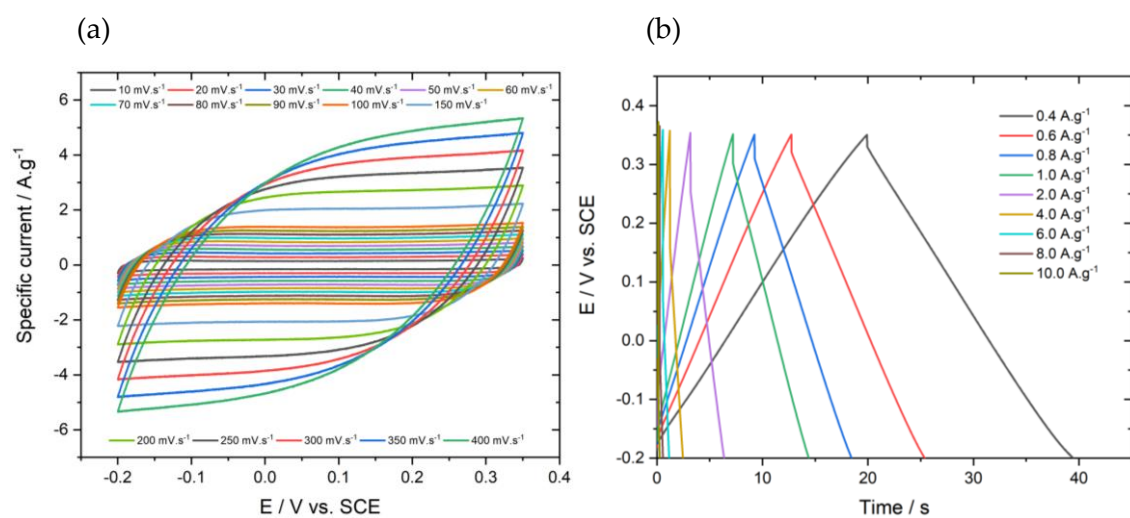 (a)
10 mV.s⁻¹ 20 mV.s⁻¹ 30 mV.s⁻¹ 40 mV.s⁻¹ 50 mV.s⁻¹ 60 mV.s⁻¹
70 mV.s⁻¹ 80 mV.s⁻¹ 90 mV.s⁻¹ 100 mV.s⁻¹ 150 mV.s⁻¹
6
4
2
0
-2
-4
-6
Specific current / A.g⁻¹
200 mV.s⁻¹ 250 mV.s⁻¹ 300 mV.s⁻¹ 350 mV.s⁻¹ 400 mV.s⁻¹
-0.2 -0.1 0.0 0.1 0.2 0.3 0.4
E / V vs. SCE
(b)
0.4
0.3
0.2
0.1
0.0
-0.1
-0.2
E / V vs. SCE
0.4 A.g⁻¹
0.6 A.g⁻¹
0.8 A.g⁻¹
1.0 A.g⁻¹
2.0 A.g⁻¹
4.0 A.g⁻¹
6.0 A.g⁻¹
8.0 A.g⁻¹
10.0 A.g⁻¹
0 10 20 30 40
Time / s